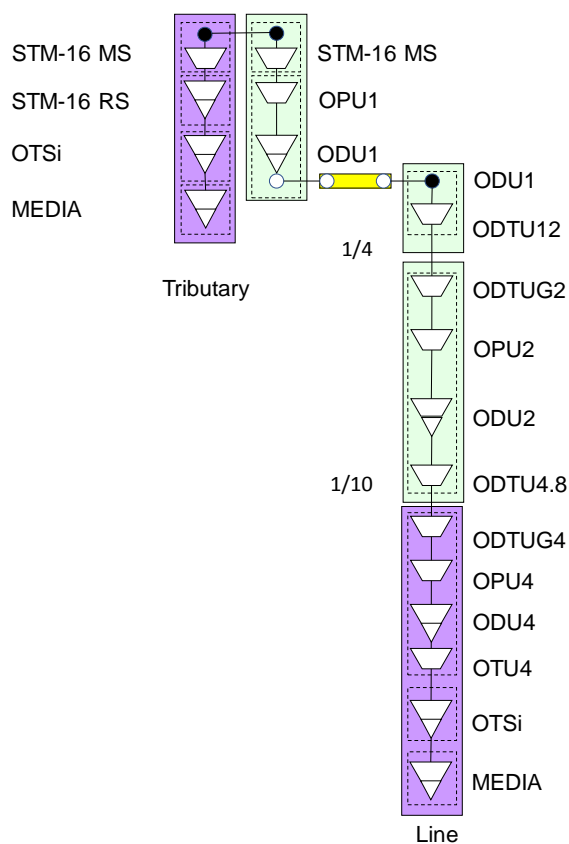 STM-16 MS
STM-16 RS
OTSi
MEDIA
Tributary
STM-16 MS
OPU1
ODU1
ODU1
ODTU12
1/4
ODTUG2
OPU2
ODU2
1/10
ODTU4.8
ODTUG4
OPU4
ODU4
OTU4
OTSi
MEDIA
Line